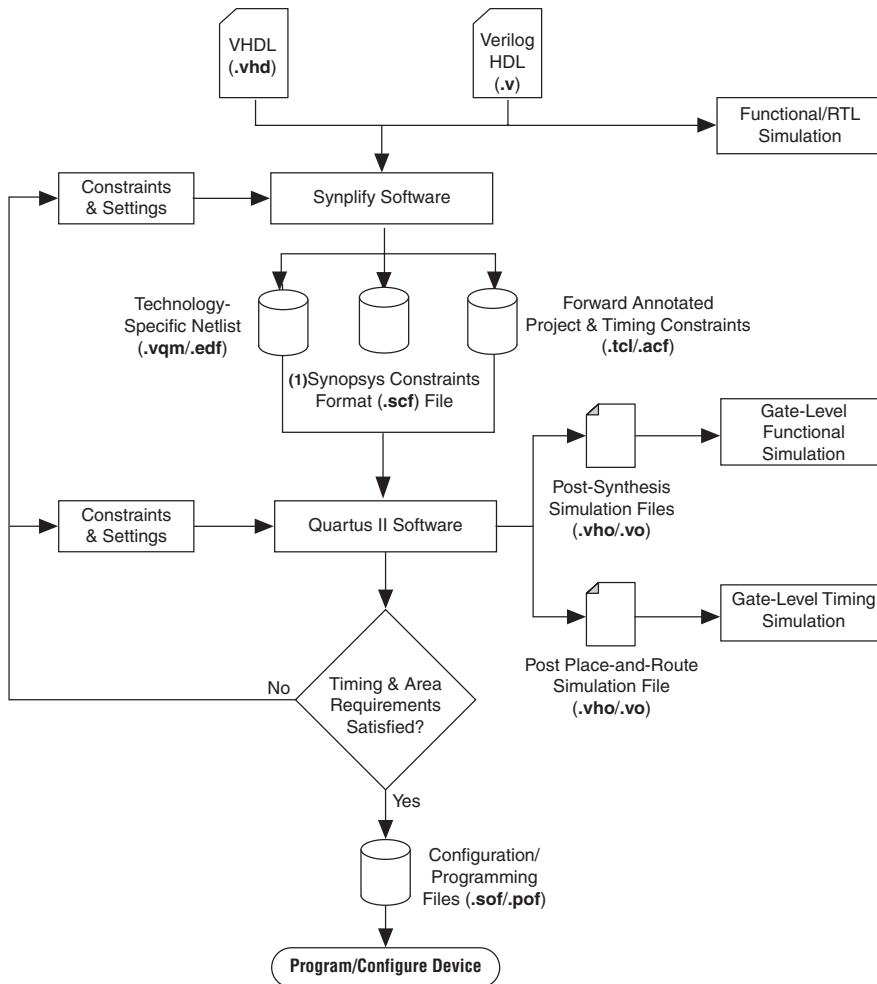 VHDL
(.vhd)
Verilog
HDL
(.v)
Functional/RTL
Simulation
Constraints
& Settings
Synplify Software
Technology-
Specific Netlist
(.vqm/.edf)
Forward Annotated
Project & Timing Constraints
(.tcl/.acf)
(1)Synopsys Constraints
Format (.scf) File
Gate-Level
Functional
Simulation
Post-Synthesis
Simulation Files
(.vho/.vo)
Constraints
& Settings
Quartus II Software
Gate-Level Timing
Simulation
Post Place-and-Route
Simulation File
(.vho/.vo)
No
Timing & Area
Requirements
Satisfied?
Yes
Configuration/
Programming
Files (.sof/.pof)
Program/Configure Device